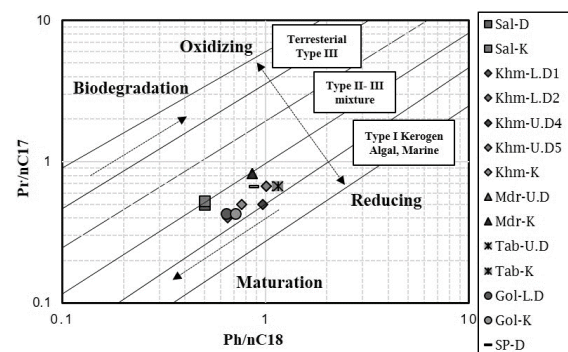 10
1
0.1
Pr/nC17
Oxidizing
Terresterial
Type III
Biodegradation
Type II- III
mixture
Type I Kerogen
Algal, Marine
Reducing
Maturation
0.1
1
10
Ph/nC18
Sal-D
Sal-K
Khm-L.D1
Khm-L.D2
Khm-U.D4
Khm-U.D5
Khm-K
Mdr-U.D
Mdr-K
Tab-U.D
Tab-K
Gol-L.D
Gol-K
SP-D